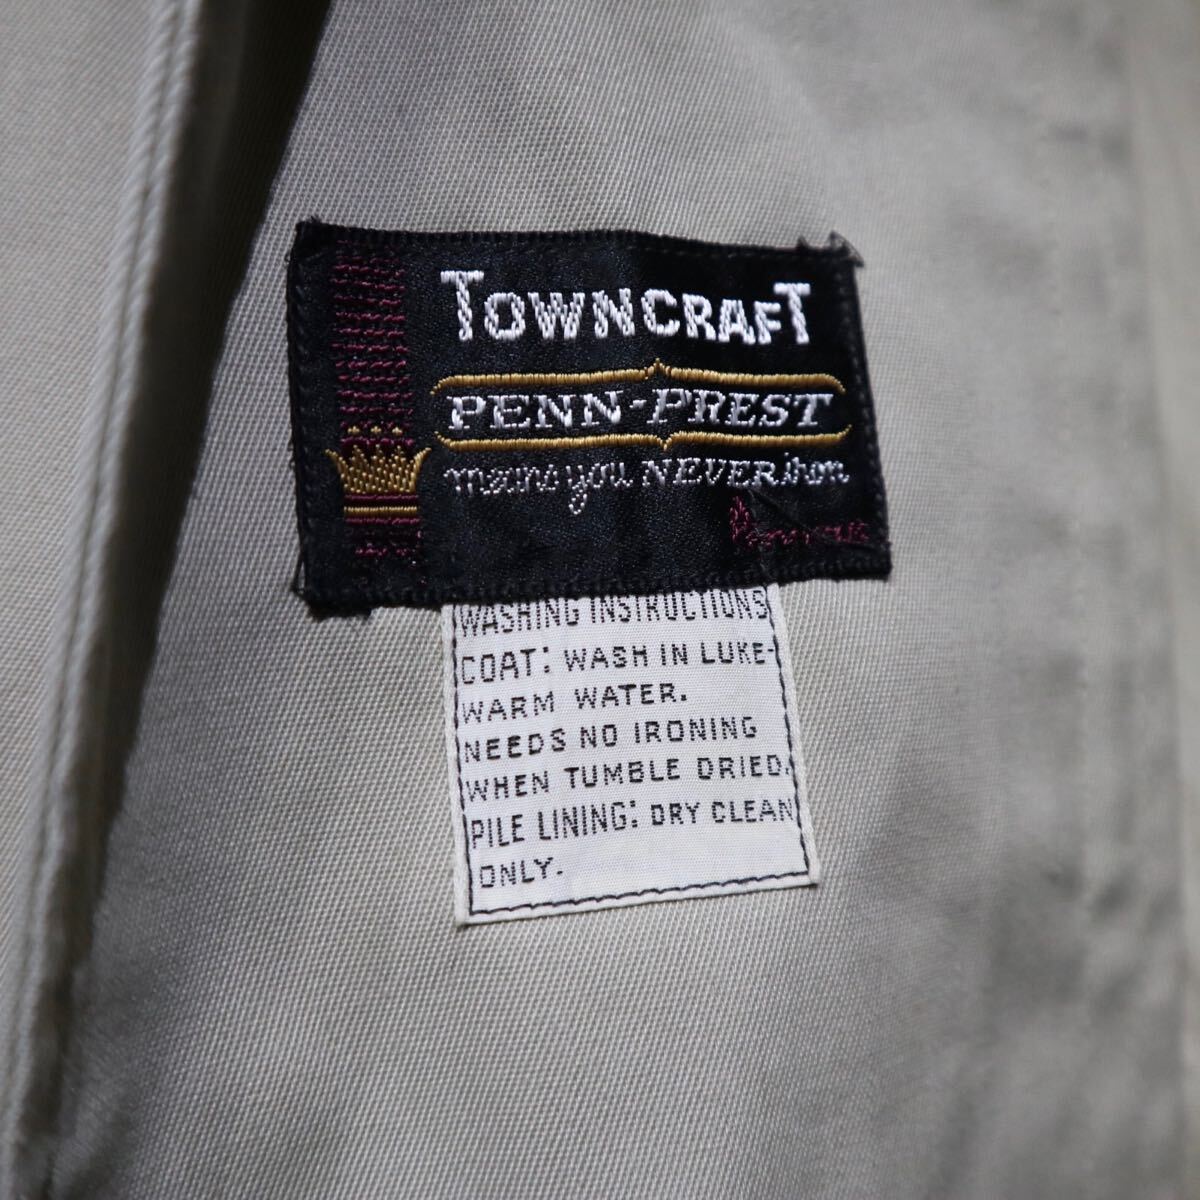 TOWNCRAFT
PENN-PREST
means you NEVER iron
WASHING INSTRUCTIONS
COAT: WASH IN LUKE-
WARM WATER.
NEEDS NO IRONING
WHEN TUMBLE DRIED.
PILE LINING: DRY CLEAN
ONLY.